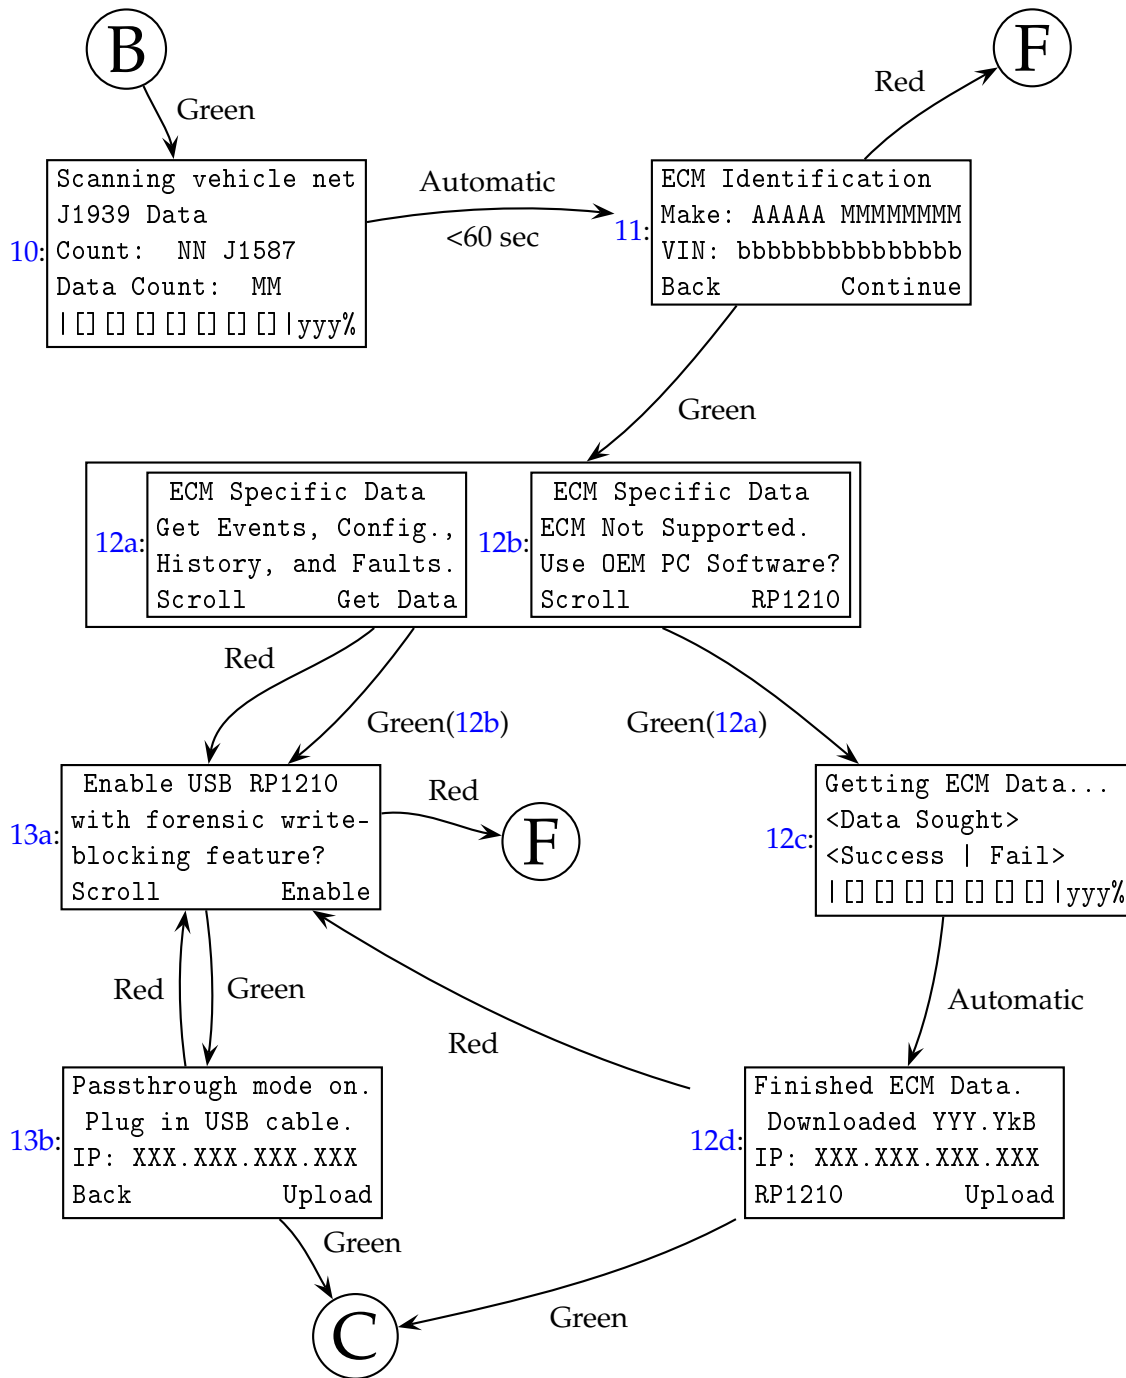 B
F
Green
Red
10:
Scanning vehicle net
J1939 Data
Count:  NN J1587
Data Count:  MM
|[][][][][][][]|yyy%
Automatic
<60 sec
11:
ECM Identification
Make: AAAAA MMMMMMMM
VIN: bbbbbbbbbbbbbbb
Back        Continue
Green
12a:
ECM Specific Data
Get Events, Config.,
History, and Faults.
Scroll      Get Data
12b:
ECM Specific Data
ECM Not Supported.
Use OEM PC Software?
Scroll        RP1210
Red
Green(12b)
Green(12a)
13a:
Enable USB RP1210
with forensic write-
blocking feature?
Scroll        Enable
Red
F
12c:
Getting ECM Data...
<Data Sought>
<Success | Fail>
|[][][][][][][]|yyy%
Red
Green
Red
Automatic
13b:
Passthrough mode on.
Plug in USB cable.
IP: XXX.XXX.XXX.XXX
Back          Upload
12d:
Finished ECM Data.
Downloaded YYY.YkB
IP: XXX.XXX.XXX.XXX
RP1210        Upload
Green
Green
C